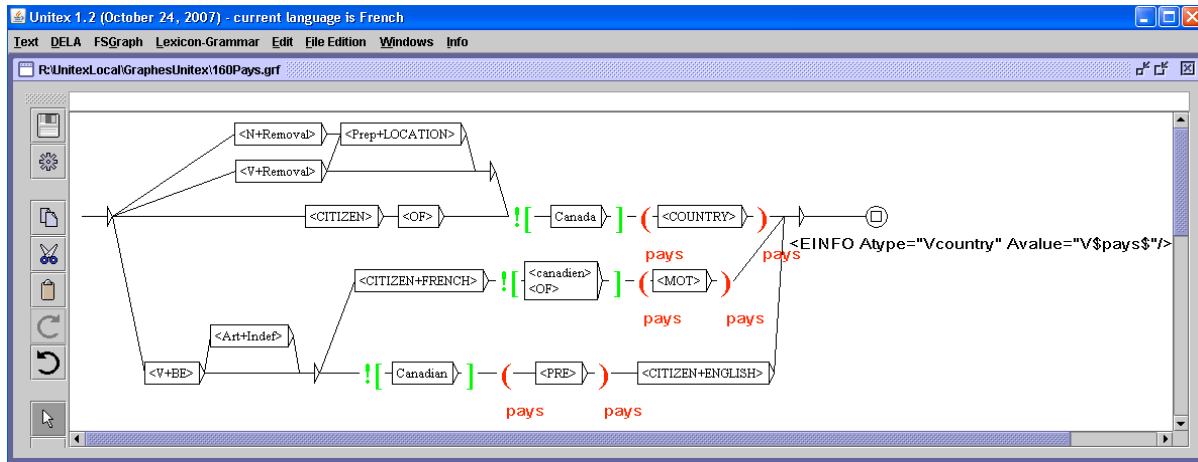 Unitex 1.2 (October 24, 2007) - current language is French
Text DELA FSGraph Lexicon-Grammar Edit File Edition Windows Info
R:\UnitexLocal\GraphesUnitex\160Pays.grf
<N+Removal> <Prep+LOCATION>
<V+Removal>
<CITIZEN> <OF> ![ Canada ] ( <COUNTRY> )
pays pays
<EINFO Atype="Vcountry" Avalue="V$pays$"/>
<CITIZEN+FRENCH> ![ <canadien> ] ( <MOT> )
<OF>
pays pays
<Art+Indef>
<V+BE> ![ Canadian ] ( <PRE> ) <CITIZEN+ENGLISH>
pays pays